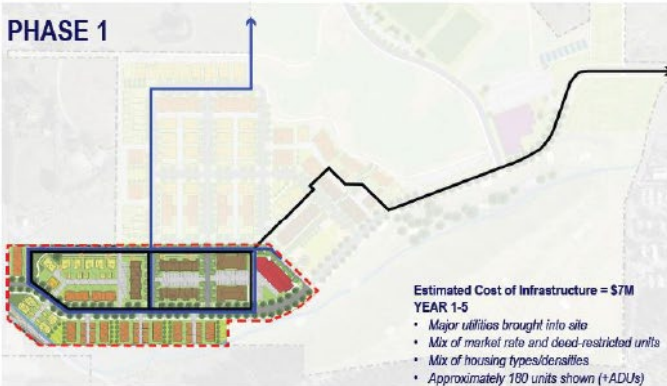 PHASE 1
Estimated Cost of Infrastructure = $7M
YEAR 1-5
• Major utilities brought into site
• Mix of market rate and deed-restricted units
• Mix of housing types/densities
• Approximately 180 units shown (+ADUs)